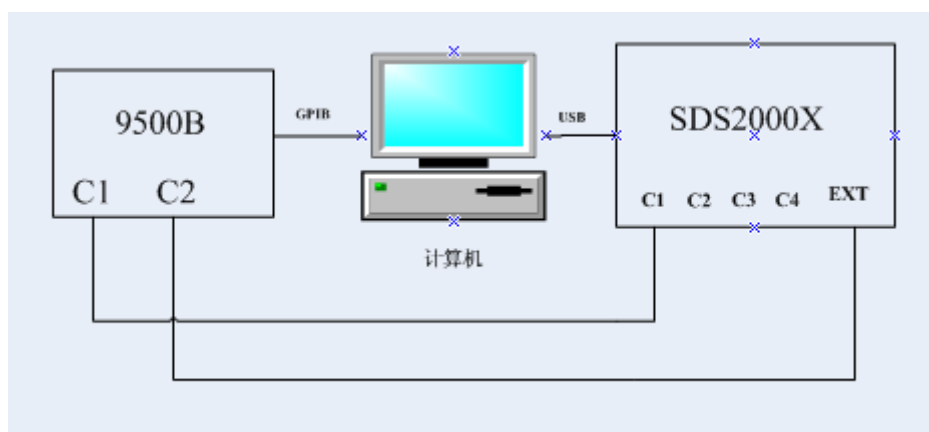 9500B
C1 C2
GPIB
计算机
USB
SDS2000X
C1 C2 C3 C4 EXT